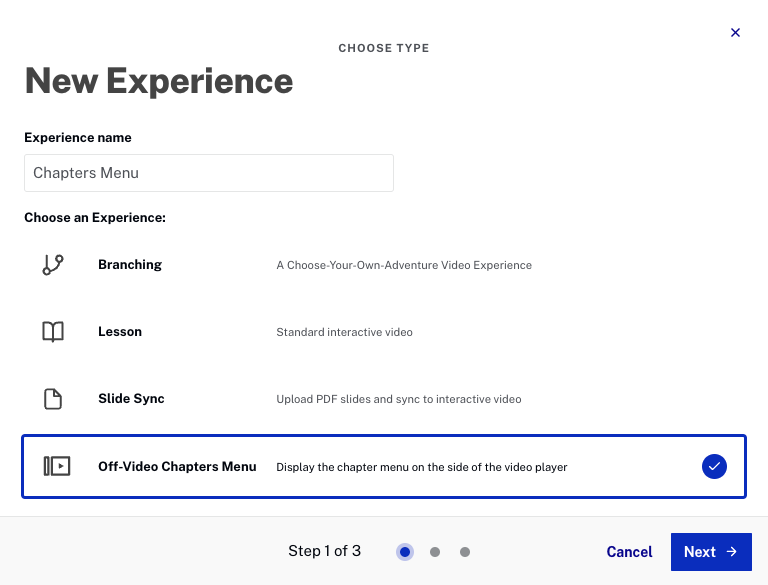 CHOOSE TYPE
New Experience
Experience name
Chapters Menu
Choose an Experience:
Branching A Choose-Your-Own-Adventure Video Experience
Lesson Standard interactive video
Slide Sync Upload PDF slides and sync to interactive video
Off-Video Chapters Menu Display the chapter menu on the side of the video player
Step 1 of 3 Cancel Next